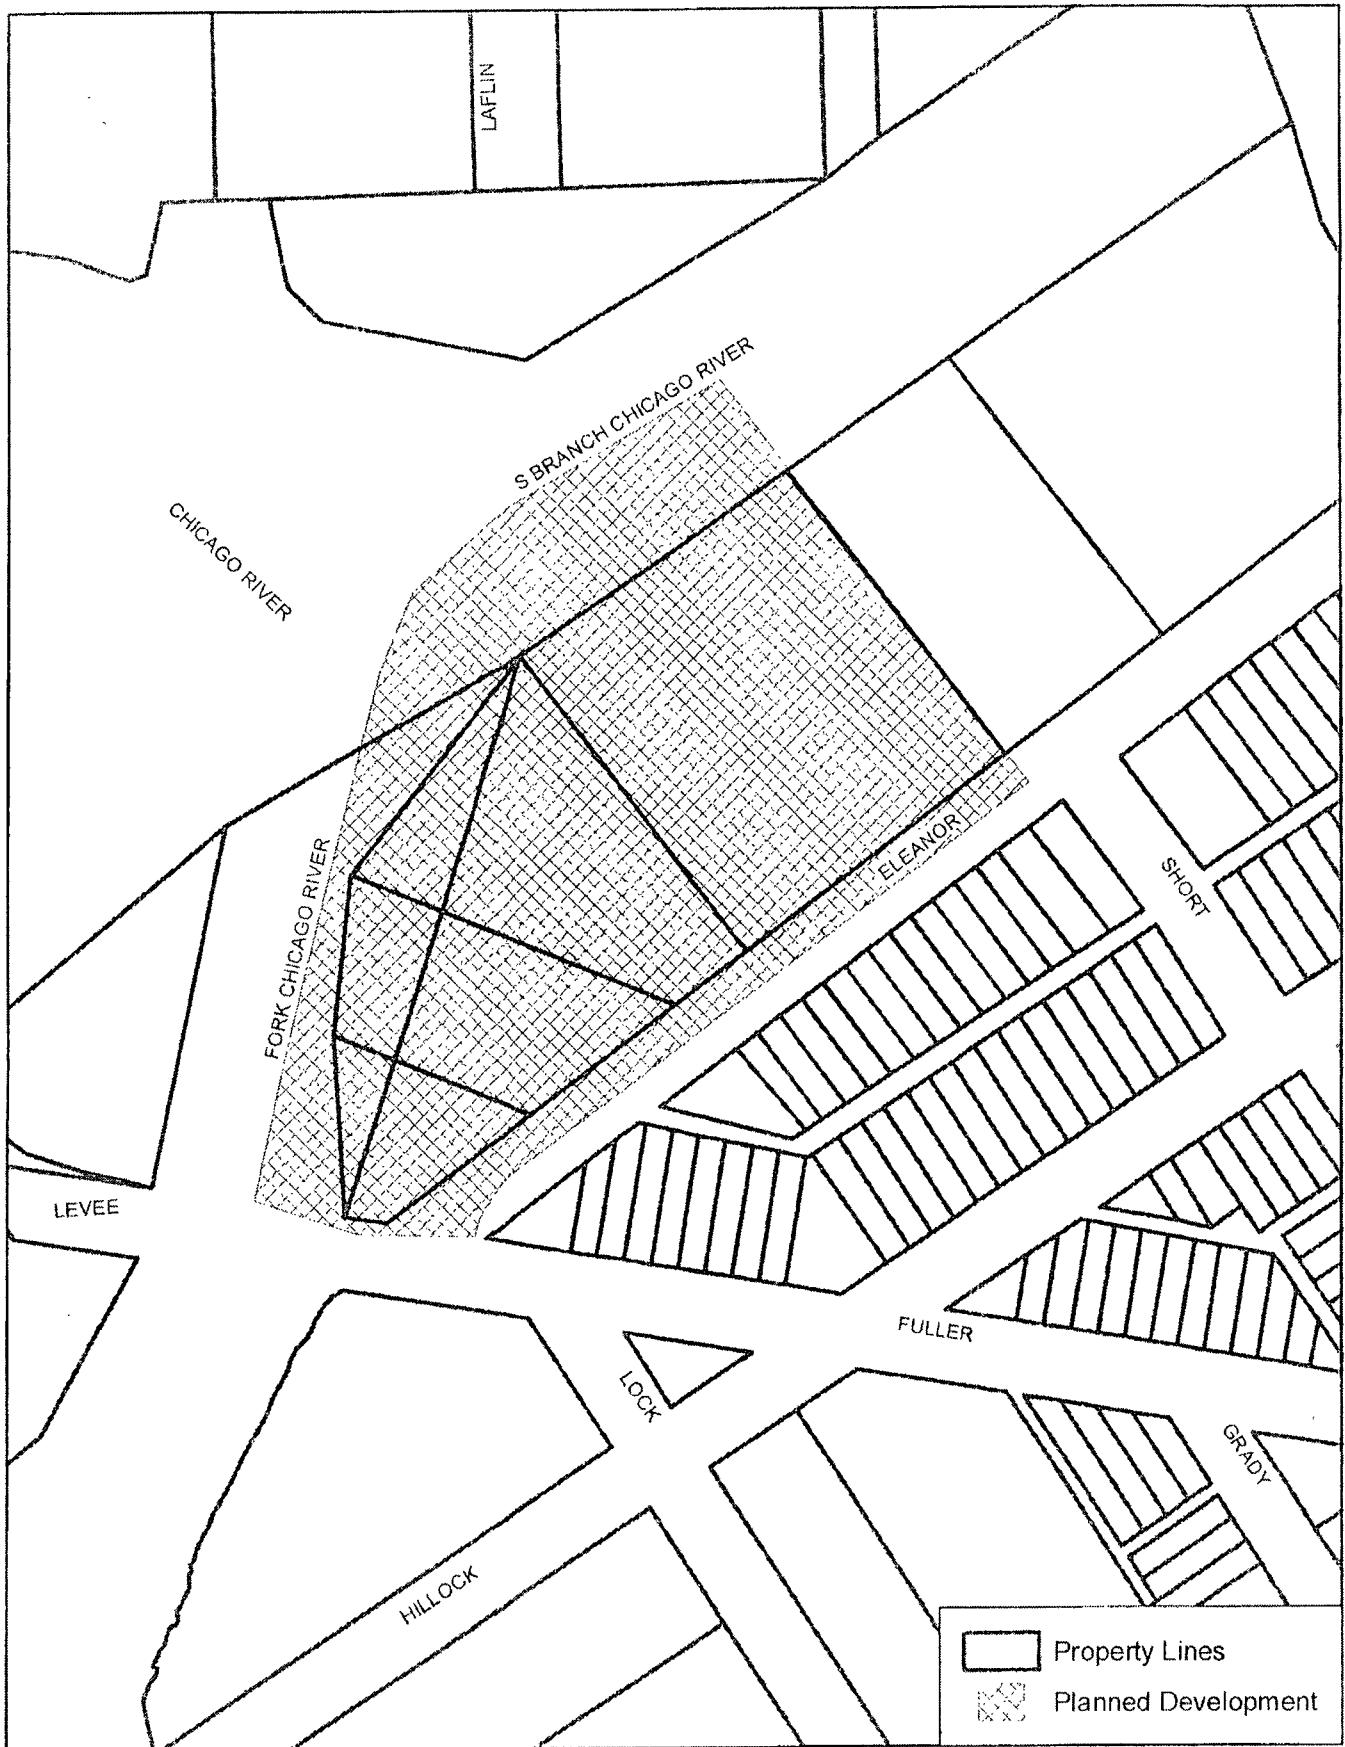 LAFLIN
S BRANCH CHICAGO RIVER
CHICAGO RIVER
FORK CHICAGO RIVER
ELEANOR
SHORT
LEVEE
FULLER
LOCK
GRADY
HILLOCK
Property Lines
Planned Development